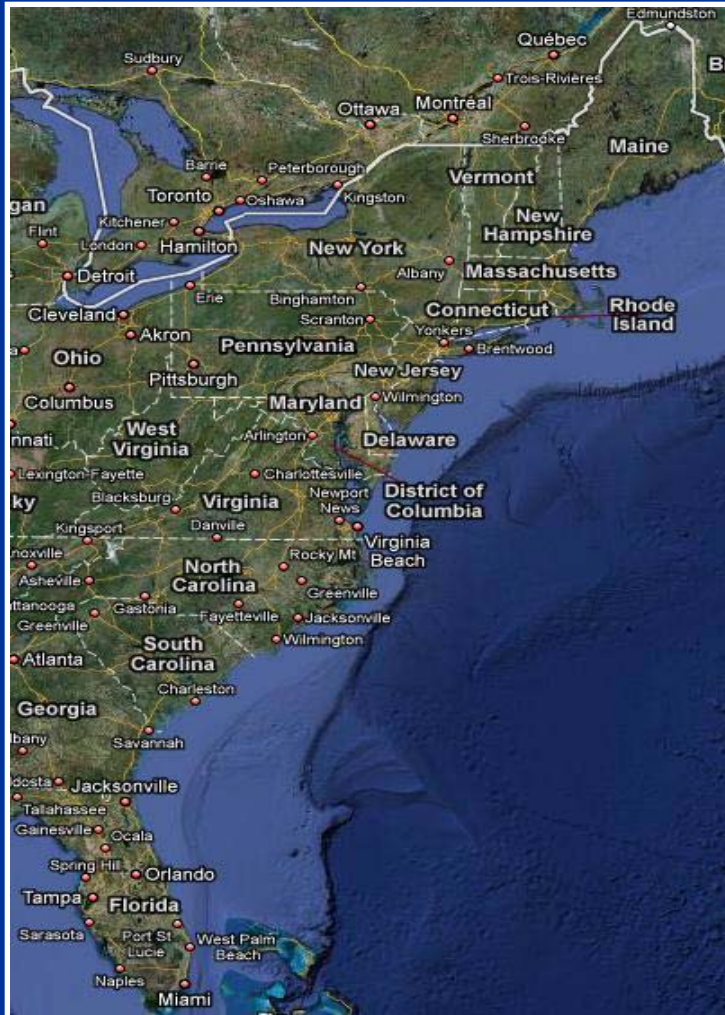 Edmundston
Québec
Sudbury
Trois-Rivières
Ottawa
Montréal
Sherbrooke
Maine
Barrie
Peterborough
Vermont
Toronto
Oshawa
Kingston
gan
Kitchener
New
Hampshire
Flint
London
Hamilton
New York
Albany
Massachusetts
Detroit
Erie
Binghamton
Connecticut
Rhode
Island
Cleveland
Scranton
Akron
Yonkers
Ohio
Pennsylvania
Brentwood
Pittsburgh
New Jersey
Columbus
Maryland
Wilmington
West
Virginia
nnati
Arlington
Delaware
Lexington-Fayette
Charlottesville
District of
Columbia
ky
Blacksburg
Virginia
Newport
News
Kingsport
Danville
Virginia
Beach
noxville
Rocky Mt
Asheville
North
Carolina
Greenville
attanooga
Gastonia
Fayetteville
Jacksonville
Greenville
South
Carolina
Wilmington
Atlanta
Charleston
Georgia
lbany
Savannah
ldosta
Jacksonville
Tallahassee
Gainesville
Ocala
Spring Hill
Orlando
Tampa
Florida
Sarasota
Port St
Lucie
West Palm
Beach
Naples
Miami